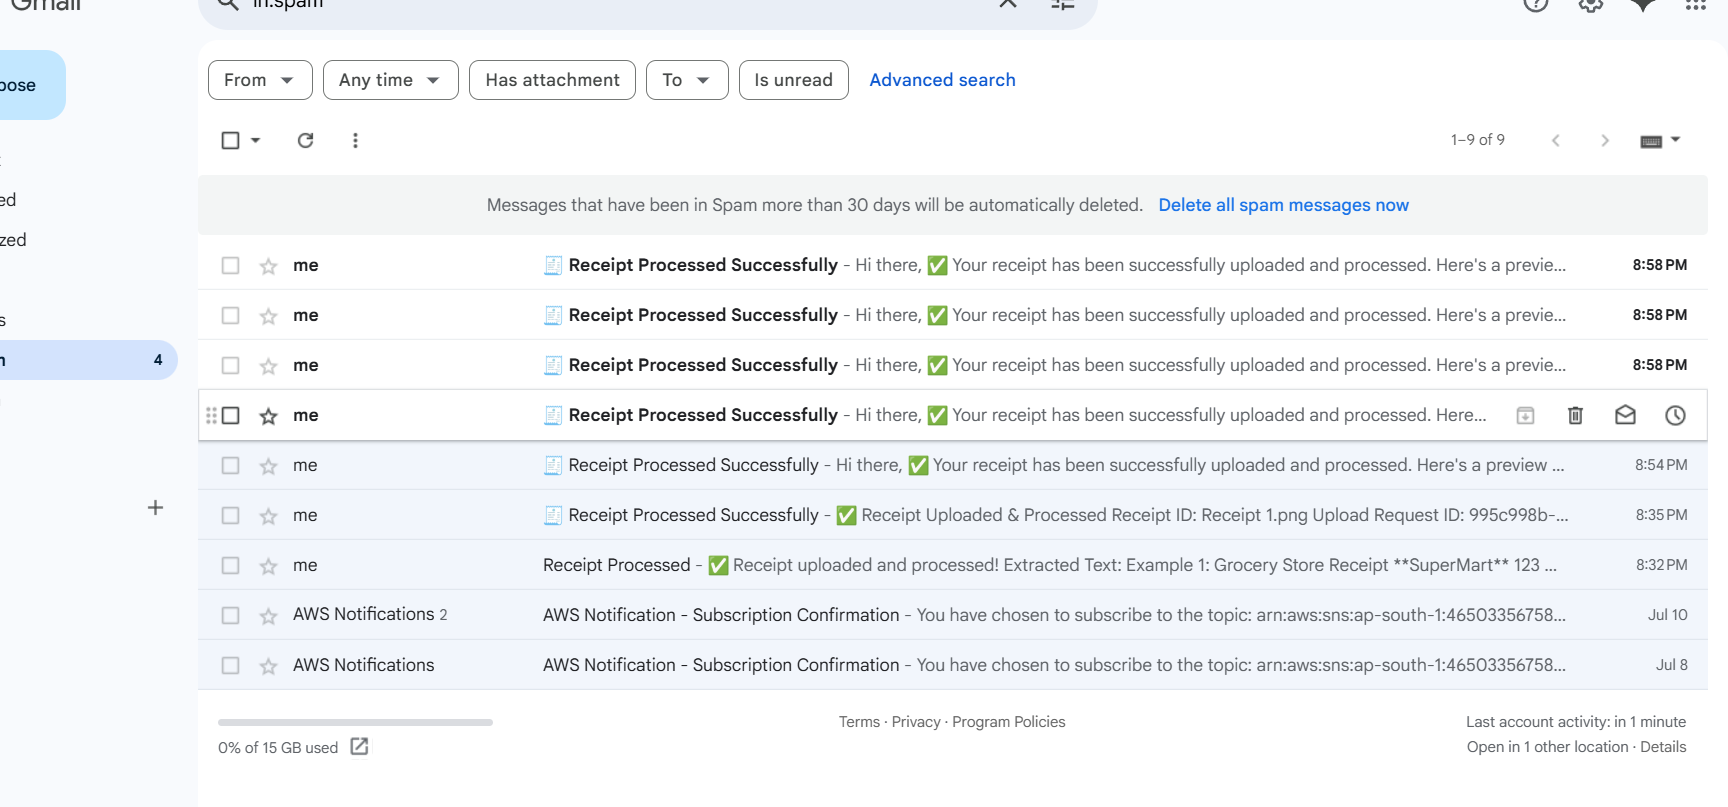 Gmail
in:spam
pose
From
Any time
Has attachment
To
Is unread
Advanced search
1–9 of 9
ed
zed
s
4
Messages that have been in Spam more than 30 days will be automatically deleted. Delete all spam messages now
me 🧾 Receipt Processed Successfully - Hi there, ✅ Your receipt has been successfully uploaded and processed. Here's a previe... 8:58 PM
me 🧾 Receipt Processed Successfully - Hi there, ✅ Your receipt has been successfully uploaded and processed. Here's a previe... 8:58 PM
me 🧾 Receipt Processed Successfully - Hi there, ✅ Your receipt has been successfully uploaded and processed. Here's a previe... 8:58 PM
me 🧾 Receipt Processed Successfully - Hi there, ✅ Your receipt has been successfully uploaded and processed. Here...
me 🧾 Receipt Processed Successfully - Hi there, ✅ Your receipt has been successfully uploaded and processed. Here's a preview ... 8:54 PM
me 🧾 Receipt Processed Successfully - ✅ Receipt Uploaded & Processed Receipt ID: Receipt 1.png Upload Request ID: 995c998b-... 8:35 PM
me Receipt Processed - ✅ Receipt uploaded and processed! Extracted Text: Example 1: Grocery Store Receipt **SuperMart** 123 ... 8:32 PM
AWS Notifications 2 AWS Notification - Subscription Confirmation - You have chosen to subscribe to the topic: arn:aws:sns:ap-south-1:46503356758... Jul 10
AWS Notifications AWS Notification - Subscription Confirmation - You have chosen to subscribe to the topic: arn:aws:sns:ap-south-1:46503356758... Jul 8
0% of 15 GB used
Terms · Privacy · Program Policies
Last account activity: in 1 minute
Open in 1 other location · Details